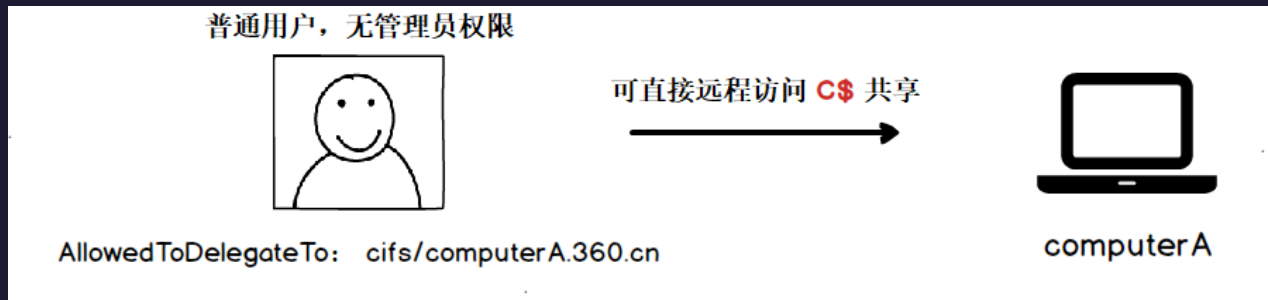 普通用户，无管理员权限
可直接远程访问 C$ 共享
AllowedToDelegateTo： cifs/computerA.360.cn
computerA